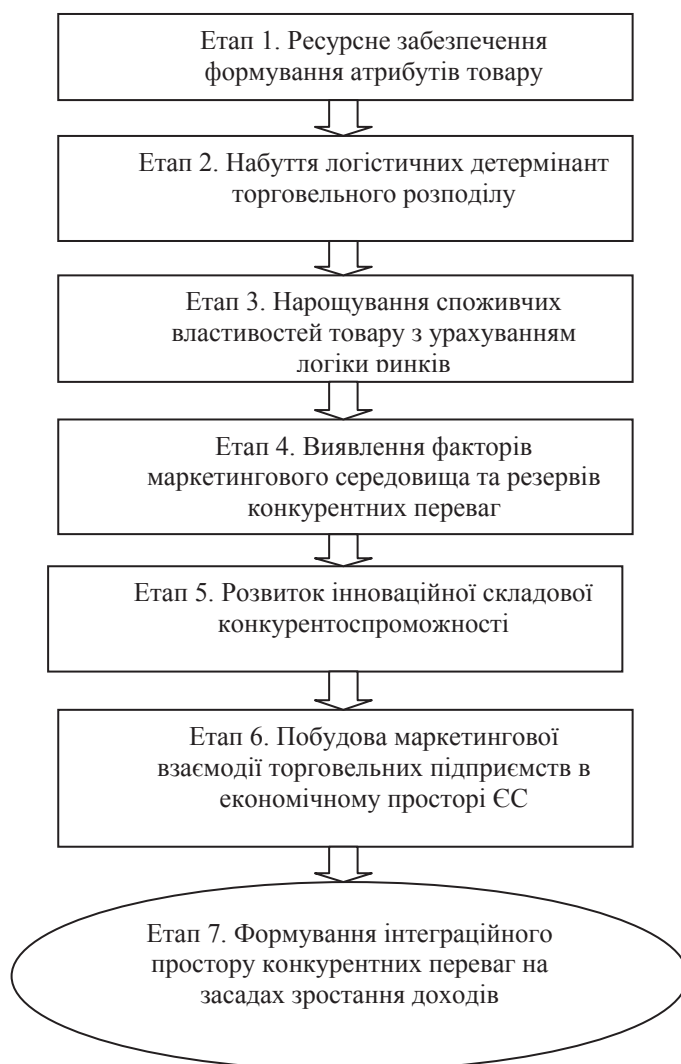 Етап 1. Ресурсне забезпечення
формування атрибутів товару
Етап 2. Набуття логістичних детермінант
торговельного розподілу
Етап 3. Нарощування споживчих
властивостей товару з урахуванням
логіки ринків
Етап 4. Виявлення факторів
маркетингового середовища та резервів
конкурентних переваг
Етап 5. Розвиток інноваційної складової
конкурентоспроможності
Етап 6. Побудова маркетингової
взаємодії торговельних підприємств в
економічному просторі ЄС
Етап 7. Формування інтеграційного
простору конкурентних переваг на
засадах зростання доходів